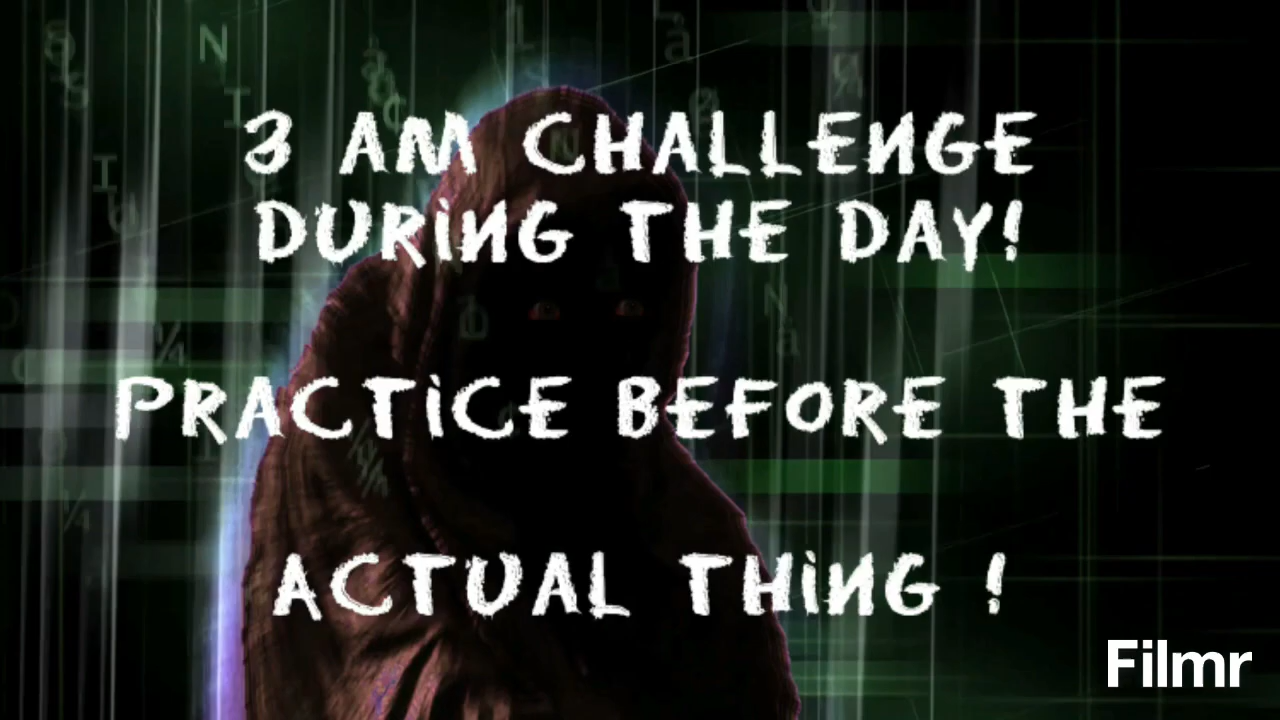 3 AM CHALLENGE
DURING THE DAY!
PRACTICE BEFORE THE
ACTUAL THING !
Filmr